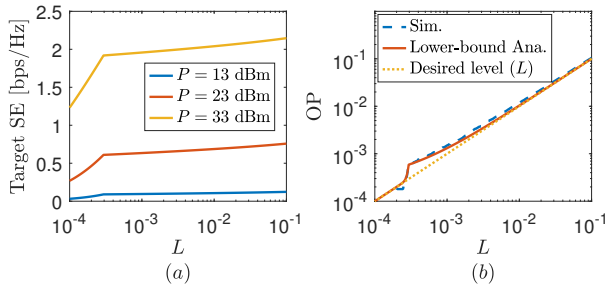 Target SE [bps/Hz]
2.5
2
1.5
1
0.5
0
P = 13 dBm
P = 23 dBm
P = 33 dBm
10^-4 10^-3 10^-2 10^-1
L
(a)
OP
10^-1
10^-2
10^-3
10^-4
Sim.
Lower-bound Ana.
Desired level (L)
10^-4 10^-3 10^-2 10^-1
L
(b)